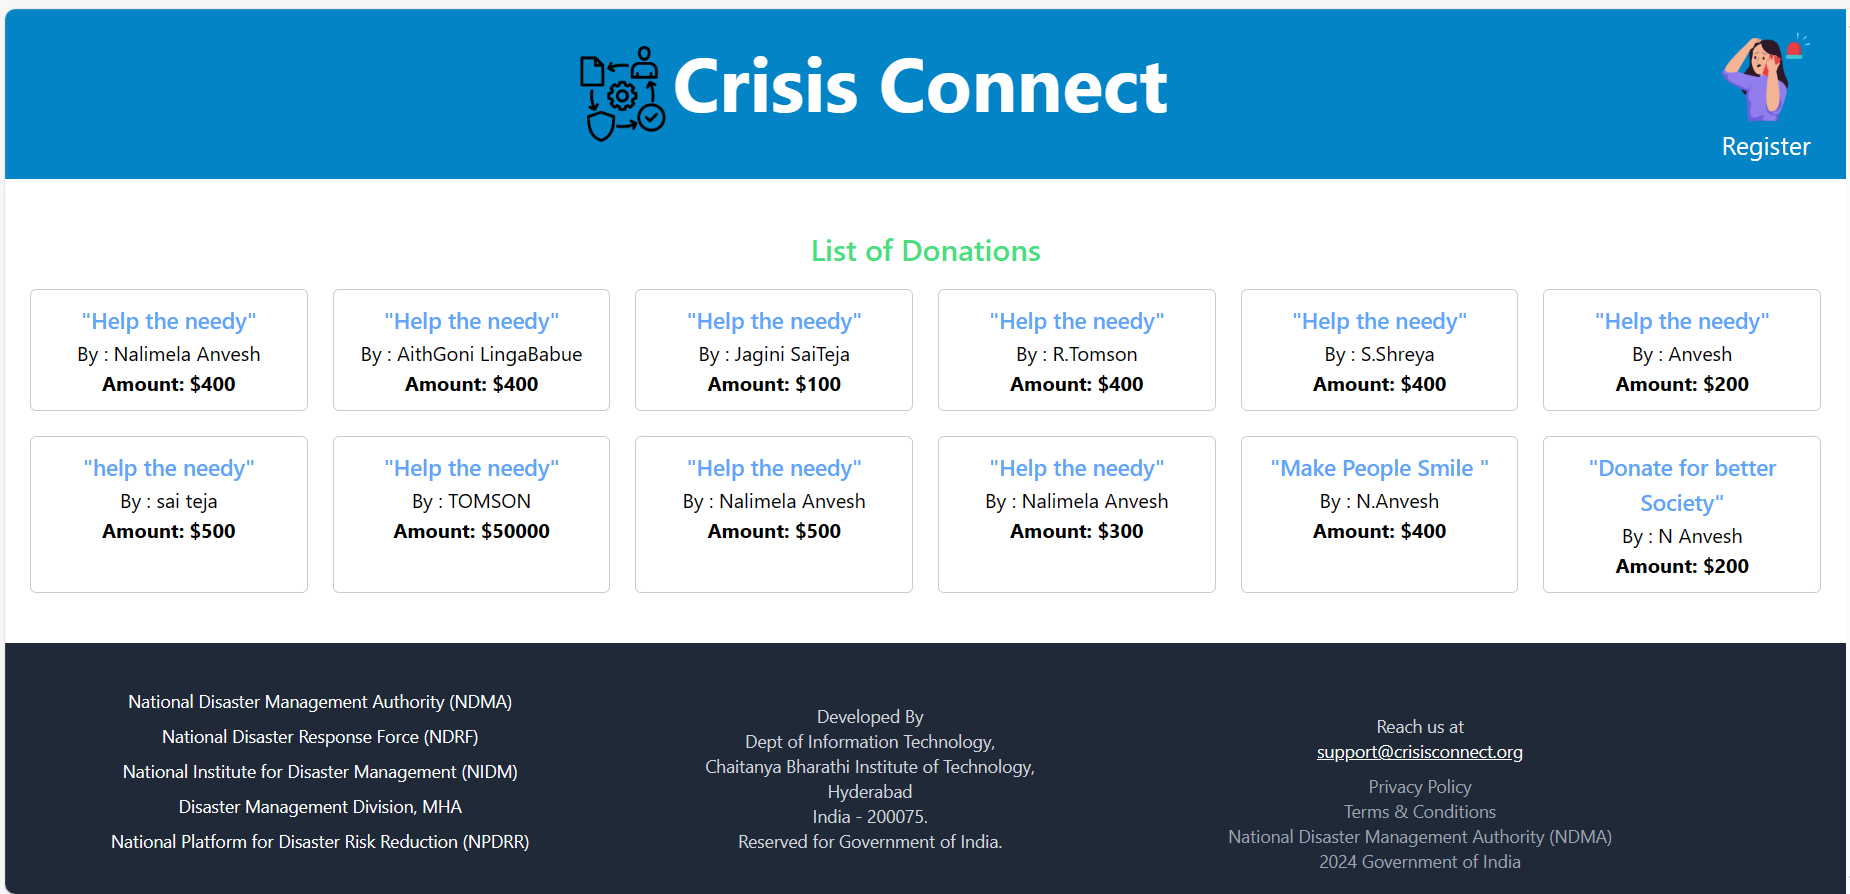 Crisis Connect
Register
List of Donations
"Help the needy"
By : Nalimela Anvesh
Amount: $400
"Help the needy"
By : AithGoni LingaBabue
Amount: $400
"Help the needy"
By : Jagini SaiTeja
Amount: $100
"Help the needy"
By : R.Tomson
Amount: $400
"Help the needy"
By : S.Shreya
Amount: $400
"Help the needy"
By : Anvesh
Amount: $200
"help the needy"
By : sai teja
Amount: $500
"Help the needy"
By : TOMSON
Amount: $50000
"Help the needy"
By : Nalimela Anvesh
Amount: $500
"Help the needy"
By : Nalimela Anvesh
Amount: $300
"Make People Smile "
By : N.Anvesh
Amount: $400
"Donate for better
Society"
By : N Anvesh
Amount: $200
National Disaster Management Authority (NDMA)
National Disaster Response Force (NDRF)
National Institute for Disaster Management (NIDM)
Disaster Management Division, MHA
National Platform for Disaster Risk Reduction (NPDRR)
Developed By
Dept of Information Technology,
Chaitanya Bharathi Institute of Technology,
Hyderabad
India - 200075.
Reserved for Government of India.
Reach us at
support@crisisconnect.org
Privacy Policy
Terms & Conditions
National Disaster Management Authority (NDMA)
2024 Government of India